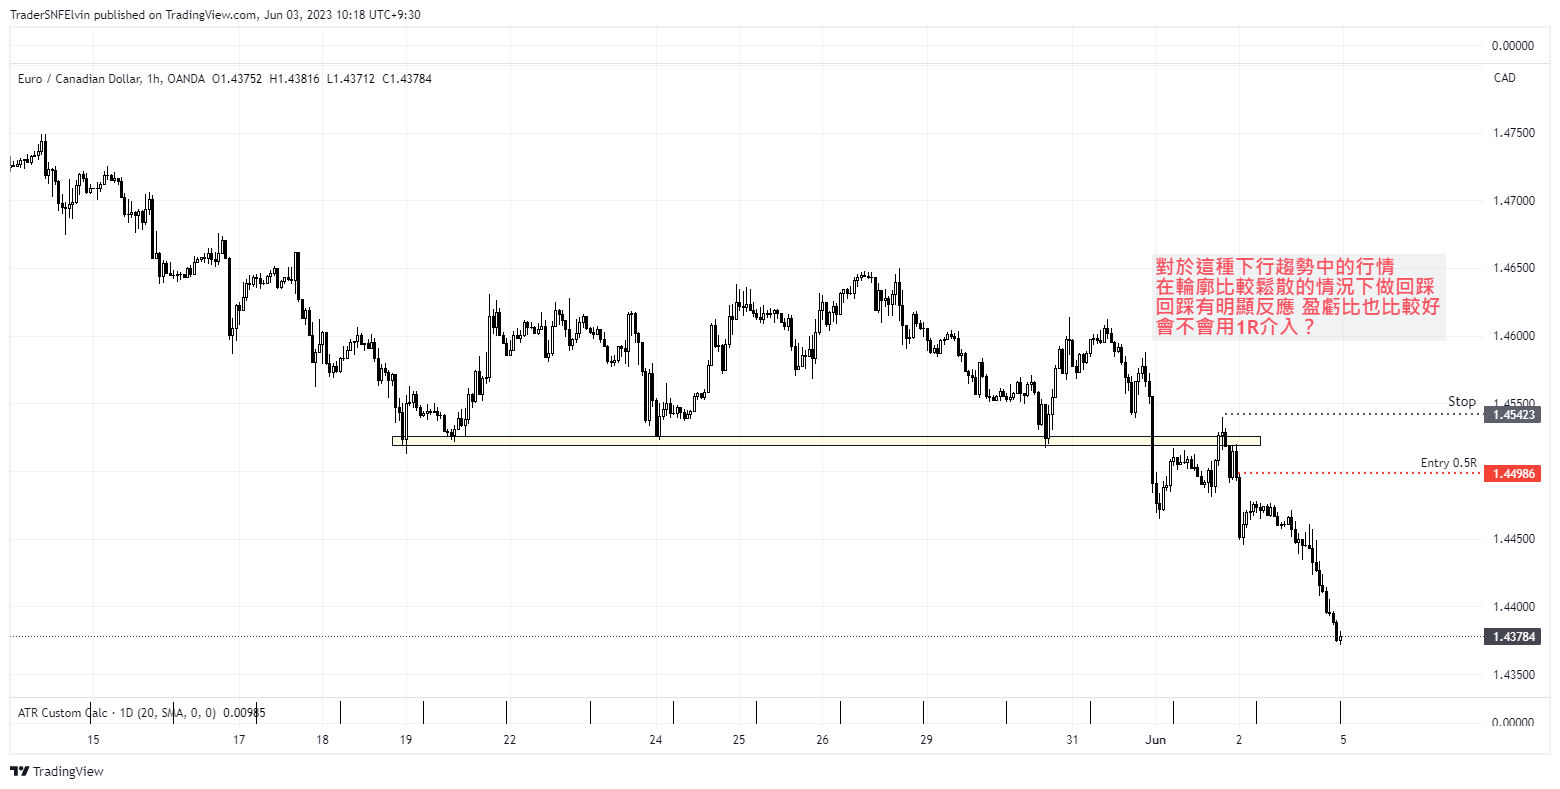 TraderSNFElvin published on TradingView.com, Jun 03, 2023 10:18 UTC+9:30
0.00000
Euro / Canadian Dollar, 1h, OANDA O1.43752 H1.43816 L1.43712 C1.43784
CAD
1.47500
1.47000
1.46500
對於這種下行趨勢中的行情
在輪廓比較鬆散的情況下做回踩
回踩有明顯反應 盈虧比也比較好
會不會用1R介入？
1.46000
1.45500
Stop
1.45423
Entry 0.5R
1.44986
1.44500
1.44000
1.43784
1.43500
ATR Custom Calc · 1D (20, SMA, 0, 0) 0.00985
0.00000
15 17 18 19 22 24 25 26 29 31 Jun 2 5
TradingView